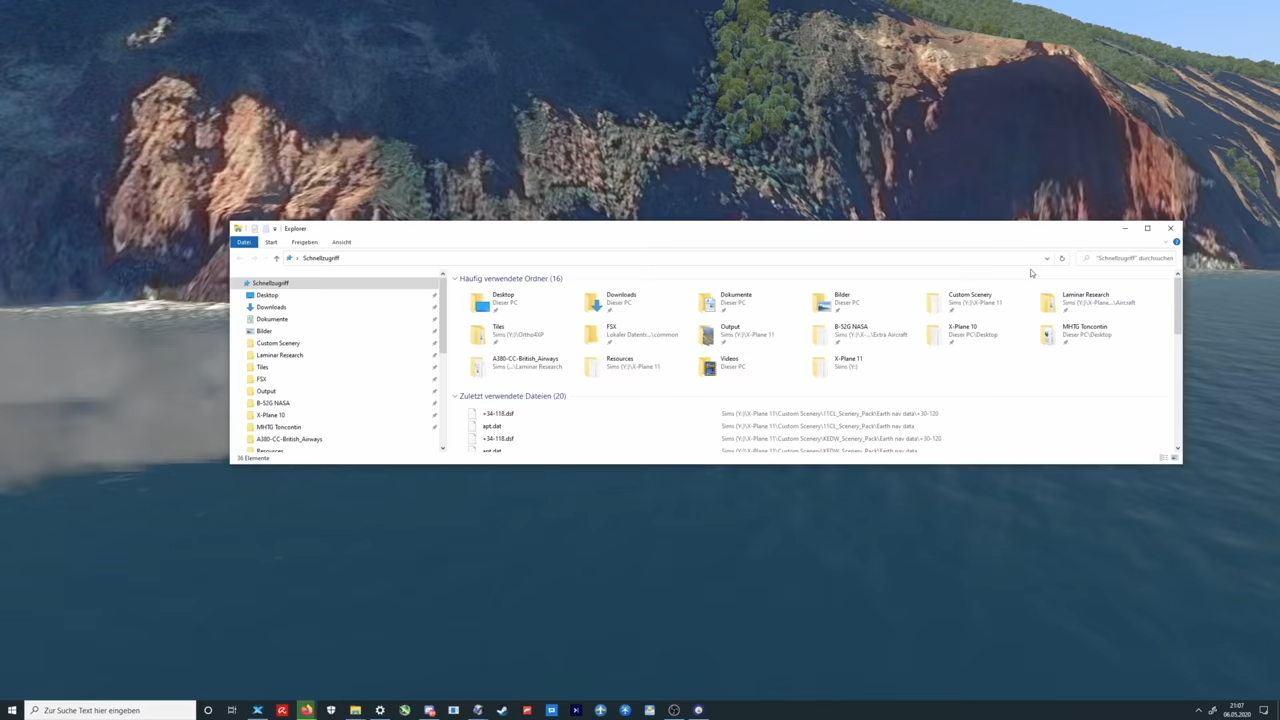 Explorer
Datei Start Freigeben Ansicht
Schnellzugriff
"Schnellzugriff" durchsuchen
Schnellzugriff
Desktop
Downloads
Dokumente
Bilder
Custom Scenery
Laminar Research
Tiles
FSX
Output
B-52G NASA
X-Plane 10
MHTG Toncontin
A380-CC-British_Airways
Resources
Häufig verwendete Ordner (16)
Desktop
Dieser PC
Downloads
Dieser PC
Dokumente
Dieser PC
Bilder
Dieser PC
Custom Scenery
Sims (Y:)\X-Plane 11
Laminar Research
Sims (Y:)\X-Plane...\Aircraft
Tiles
Sims (Y:)\Ortho4XP
FSX
Lokaler Datentr...\common
Output
Sims (Y:)\X-Plane 11
B-52G NASA
Sims (Y:)\X-...\Extra Aircraft
X-Plane 10
Dieser PC\Desktop
MHTG Toncontin
Dieser PC\Desktop
A380-CC-British_Airways
Sims (...\Laminar Research
Resources
Sims (Y:)\X-Plane 11
Videos
Dieser PC
X-Plane 11
Sims (Y:)
Zuletzt verwendete Dateien (20)
+34-118.dsf Sims (Y:)\X-Plane 11\Custom Scenery\11CL_Scenery_Pack\Earth nav data\+30-120
apt.dat Sims (Y:)\X-Plane 11\Custom Scenery\11CL_Scenery_Pack\Earth nav data
+34-118.dsf Sims (Y:)\X-Plane 11\Custom Scenery\KEDW_Scenery_Pack\Earth nav data\+30-120
apt.dat Sims (Y:)\X-Plane 11\Custom Scenery\KEDW_Scenery_Pack\Earth nav data
36 Elemente
Zur Suche Text hier eingeben
21:07
06.05.2020